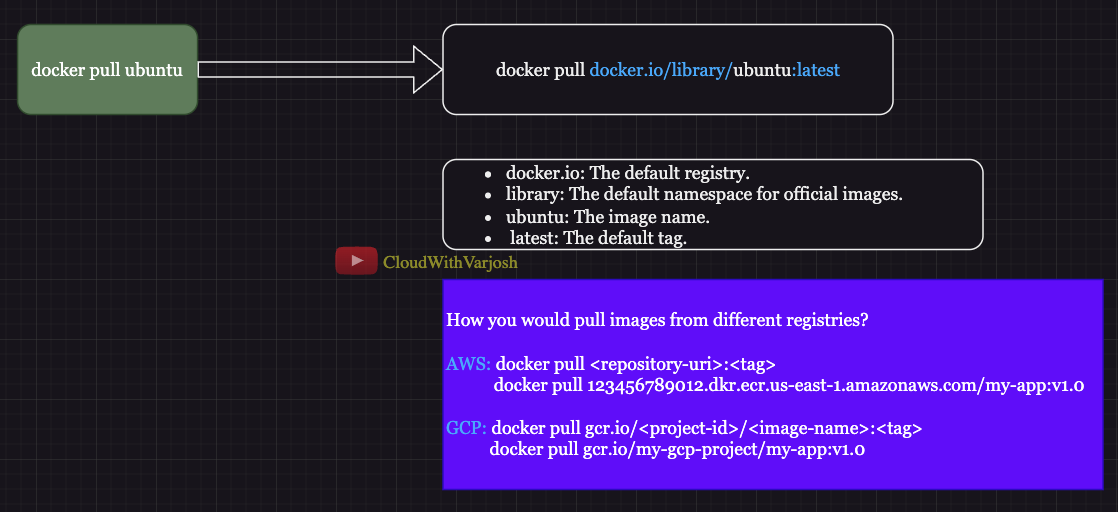 docker pull ubuntu
docker pull docker.io/library/ubuntu:latest
• docker.io: The default registry.
• library: The default namespace for official images.
• ubuntu: The image name.
• latest: The default tag.
CloudWithVarjosh
How you would pull images from different registries?
AWS: docker pull <repository-uri>:<tag>
docker pull 123456789012.dkr.ecr.us-east-1.amazonaws.com/my-app:v1.0
GCP: docker pull gcr.io/<project-id>/<image-name>:<tag>
docker pull gcr.io/my-gcp-project/my-app:v1.0